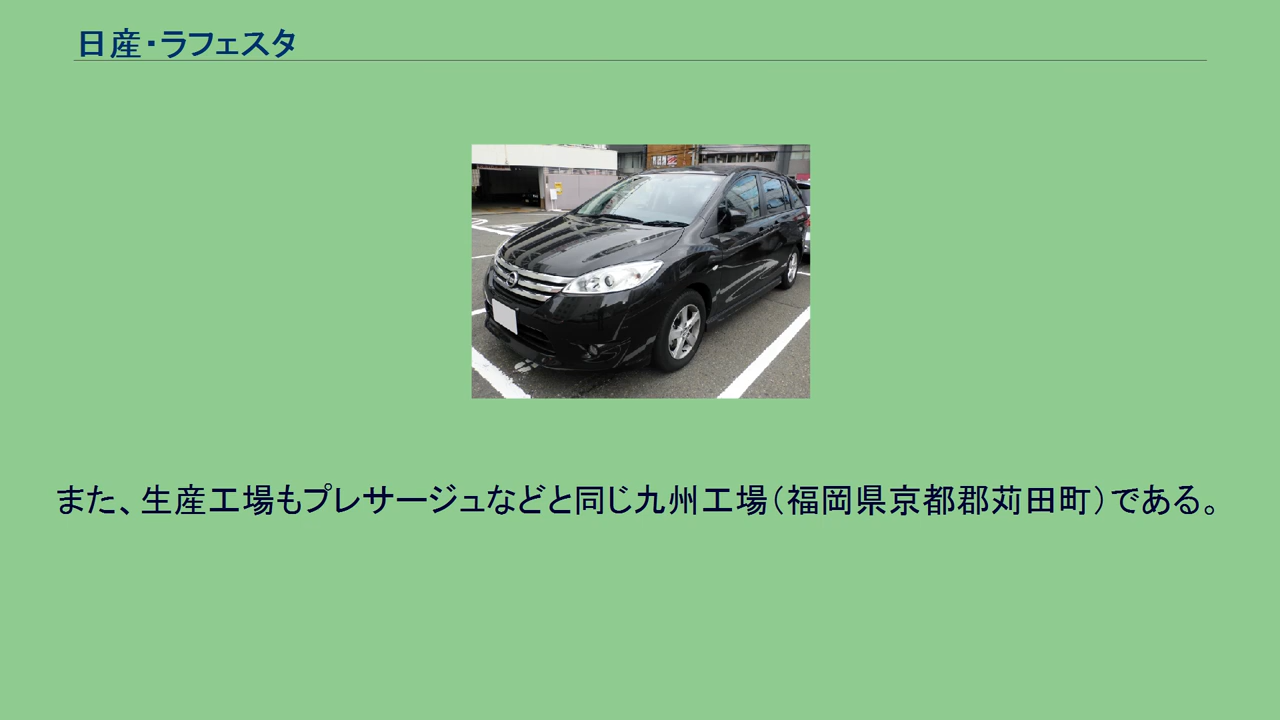 日産・ラフェスタ
また、生産工場もプレサージュなどと同じ九州工場（福岡県京都郡苅田町）である。